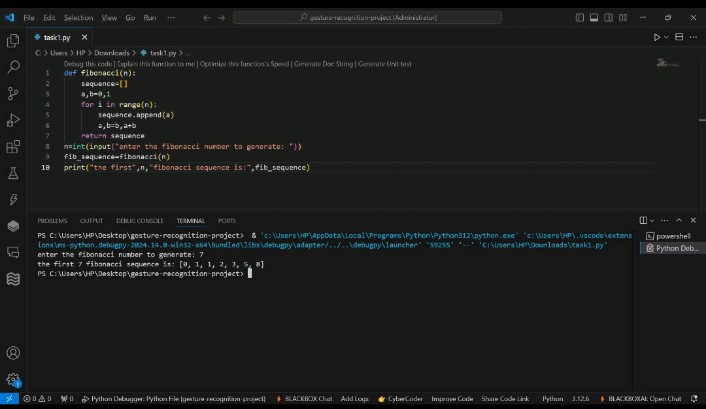 File Edit Selection View Go Run ···
gesture-recognition-project [Administrator]
task1.py
C: > Users > HP > Downloads > task1.py > ...
Debug this code | Explain this function to me | Optimize this function's Speed | Generate Doc String | Generate Unit test
1 def fibonacci(n):
2 sequence=[]
3 a,b=0,1
4 for i in range(n):
5 sequence.append(a)
6 a,b=b,a+b
7 return sequence
8 n=int(input("enter the fibonacci number to generate: "))
9 fib_sequence=fibonacci(n)
10 print("the first",n,"fibonacci sequence is:",fib_sequence)
PROBLEMS OUTPUT DEBUG CONSOLE TERMINAL PORTS
PS C:\Users\HP\Desktop\gesture-recognition-project> & 'c:\Users\HP\AppData\Local\Programs\Python\Python312\python.exe' 'c:\Users\HP\.vscode\extens
ions\ms-python.debugpy-2024.14.0-win32-x64\bundled\libs\debugpy\adapter/../..\debugpy\launcher' '59255' '--' 'C:\Users\HP\Downloads\task1.py'
enter the fibonacci number to generate: 7
the first 7 fibonacci sequence is: [0, 1, 1, 2, 3, 5, 8]
PS C:\Users\HP\Desktop\gesture-recognition-project>
powershell
Python Deb...
0 0 0 Python Debugger: Python File (gesture-recognition-project) BLACKBOX Chat Add Logs CyberCoder Improve Code Share Code Link Python 3.12.6 BLACKBOXAI: Open Chat